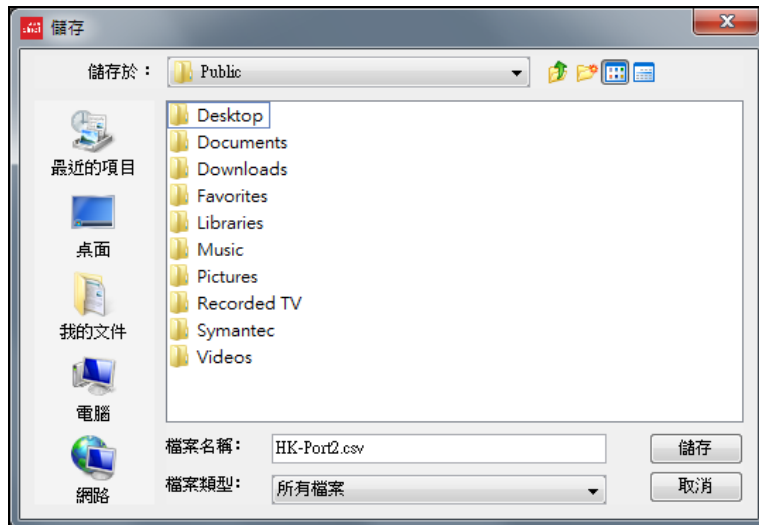 儲存
儲存於：
Public
最近的項目
桌面
我的文件
電腦
網路
Desktop
Documents
Downloads
Favorites
Libraries
Music
Pictures
Recorded TV
Symantec
Videos
檔案名稱：
HK-Port2.csv
儲存
檔案類型：
所有檔案
取消